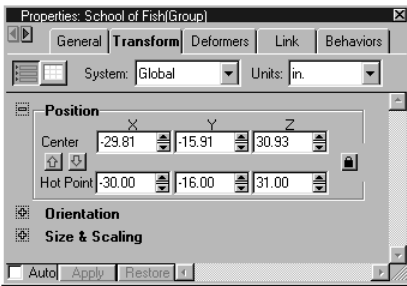 Properties: School of Fish(Group)
General Transform Deformers Link Behaviors
System: Global Units: in.
Position
X Y Z
Center -29.81 -15.91 30.93
Hot Point -30.00 -16.00 31.00
Orientation
Size & Scaling
Auto Apply Restore